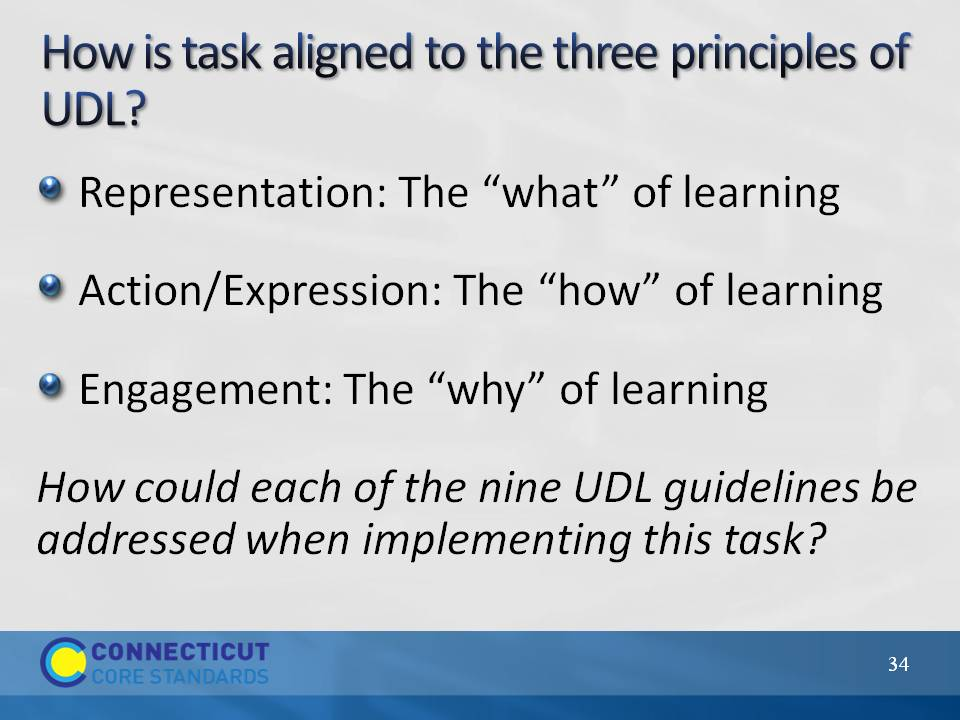 How is task aligned to the three principles of
UDL?
Representation: The “what” of learning
Action/Expression: The “how” of learning
Engagement: The “why” of learning
How could each of the nine UDL guidelines be
addressed when implementing this task?
CONNECTICUT
CORE STANDARDS
34